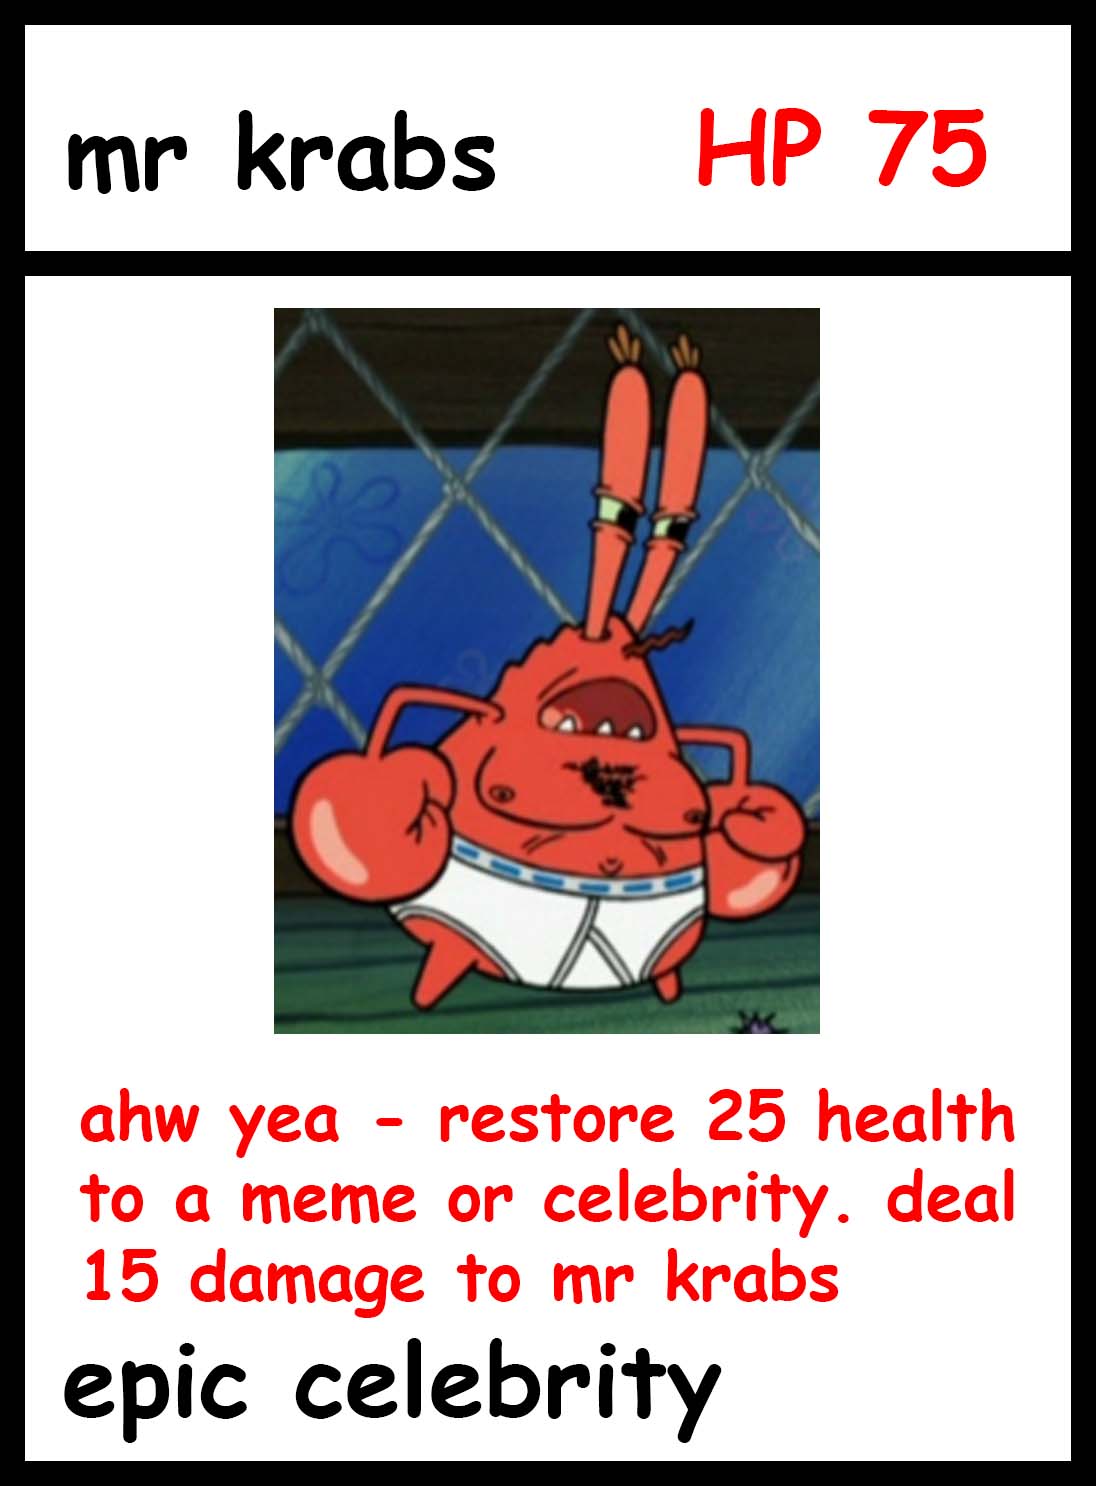 mr krabs HP 75
ahw yea - restore 25 health
to a meme or celebrity. deal
15 damage to mr krabs
epic celebrity